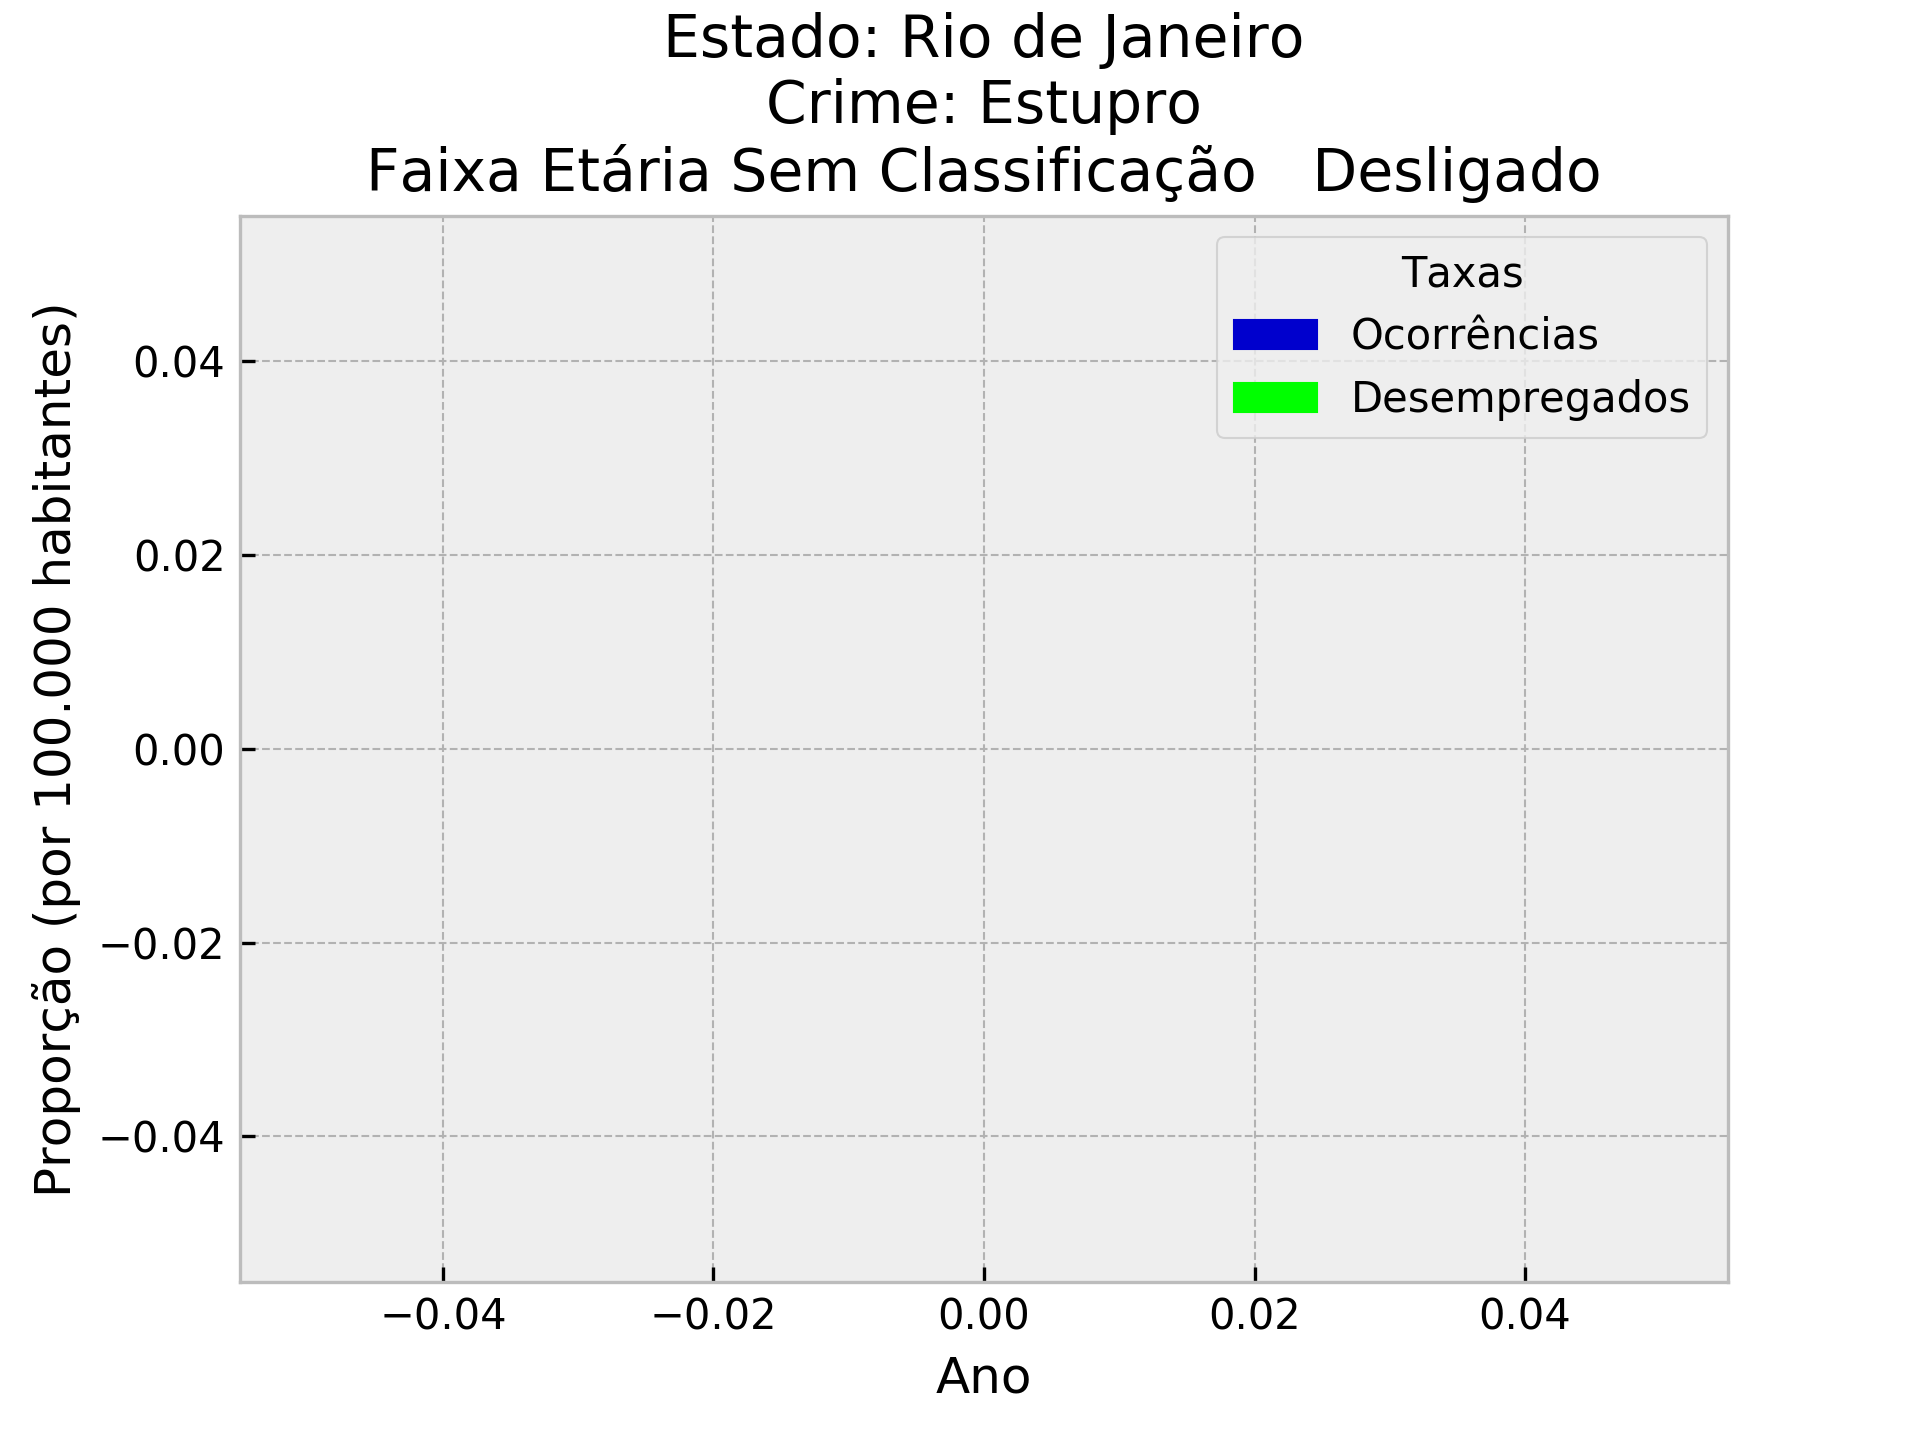 Estado: Rio de Janeiro
Crime: Estupro
Faixa Etária Sem Classificação   Desligado
Taxas
Ocorrências
Desempregados
Proporção (por 100.000 habitantes)
0.04
0.02
0.00
−0.02
−0.04
−0.04
−0.02
0.00
0.02
0.04
Ano